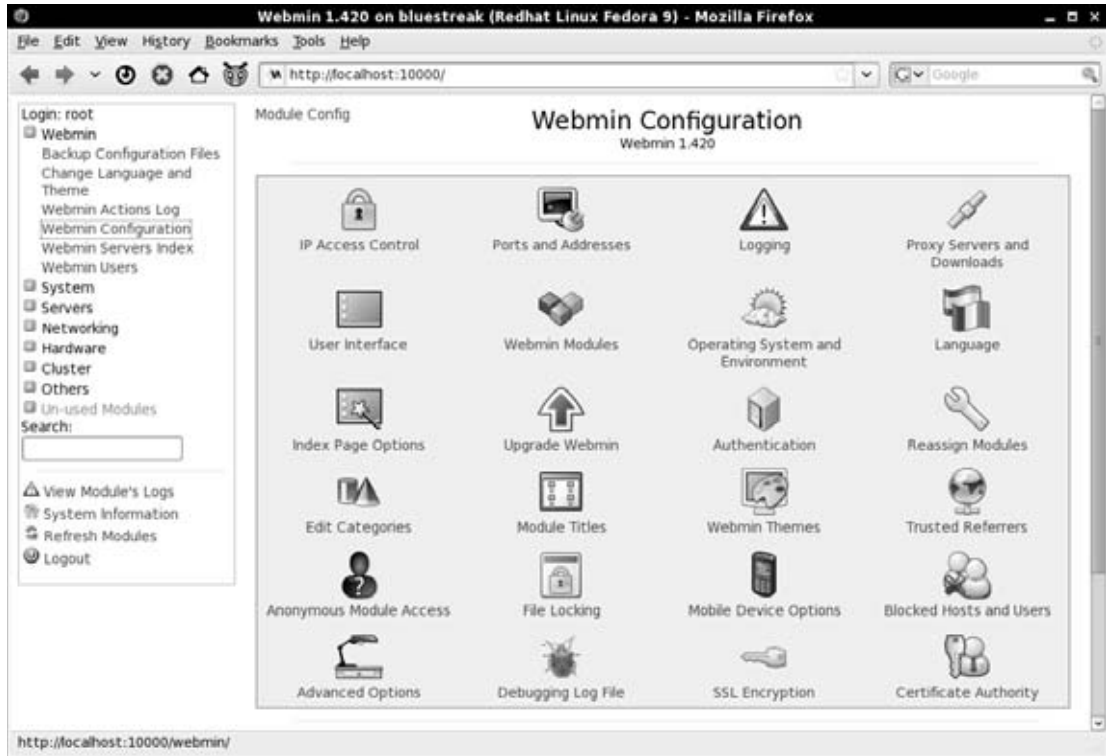 Webmin 1.420 on bluestreak (Redhat Linux Fedora 9) - Mozilla Firefox
File Edit View History Bookmarks Tools Help
http://localhost:10000/
Google
Login: root
Webmin
Backup Configuration Files
Change Language and
Theme
Webmin Actions Log
Webmin Configuration
Webmin Servers Index
Webmin Users
System
Servers
Networking
Hardware
Cluster
Others
Un-used Modules
Search:
View Module's Logs
System Information
Refresh Modules
Logout
Module Config
Webmin Configuration
Webmin 1.420
IP Access Control
Ports and Addresses
Logging
Proxy Servers and
Downloads
User Interface
Webmin Modules
Operating System and
Environment
Language
Index Page Options
Upgrade Webmin
Authentication
Reassign Modules
Edit Categories
Module Titles
Webmin Themes
Trusted Referrers
Anonymous Module Access
File Locking
Mobile Device Options
Blocked Hosts and Users
Advanced Options
Debugging Log File
SSL Encryption
Certificate Authority
http://localhost:10000/webmin/